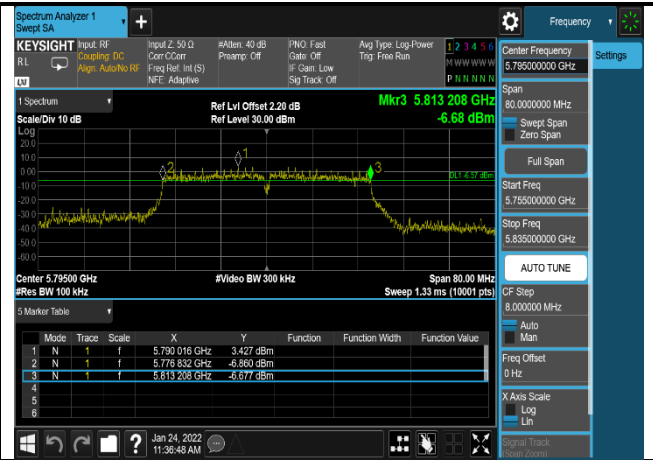 Spectrum Analyzer 1
Swept SA
+
Frequency
KEYSIGHT
RL
Input: RF
Coupling: DC
Align: Auto/No RF
Input Z: 50 Ω
Corr CCorr
Freq Ref: Int (S)
NFE: Adaptive
#Atten: 40 dB
Preamp: Off
PNO: Fast
Gate: Off
IF Gain: Low
Sig Track: Off
Avg Type: Log-Power
Trig: Free Run
1 2 3 4 5 6
M W W W W W
P N N N N N
Center Frequency
5.795000000 GHz
Settings
Span
80.0000000 MHz
Swept Span
Zero Span
Full Span
Start Freq
5.755000000 GHz
Stop Freq
5.835000000 GHz
AUTO TUNE
CF Step
8.000000 MHz
Auto
Man
Freq Offset
0 Hz
X Axis Scale
Log
Lin
Signal Track
(Span Zoom)
1 Spectrum
Scale/Div 10 dB
Ref Lvl Offset 2.20 dB
Ref Level 30.00 dBm
Mkr3 5.813 208 GHz
-6.68 dBm
Log
20.0
10.0
0.00
-10.0
-20.0
-30.0
-40.0
-50.0
-60.0
1
2
3
DL1 -6.57 dBm
Center 5.79500 GHz
#Video BW 300 kHz
Span 80.00 MHz
#Res BW 100 kHz
Sweep 1.33 ms (10001 pts)
5 Marker Table
Mode Trace Scale X Y Function Function Width Function Value
1 N 1 f 5.790 016 GHz 3.427 dBm
2 N 1 f 5.776 832 GHz -6.860 dBm
3 N 1 f 5.813 208 GHz -6.677 dBm
4
5
6
?
Jan 24, 2022
11:36:48 AM